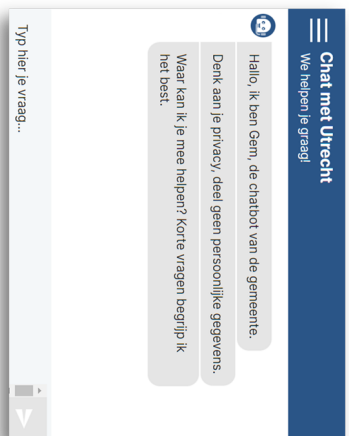 Chat met Utrecht
We helpen je graag!
Hallo, ik ben Gem, de chatbot van de gemeente.
Denk aan je privacy, deel geen persoonlijke gegevens.
Waar kan ik je mee helpen? Korte vragen begrijp ik
het best.
Typ hier je vraag...